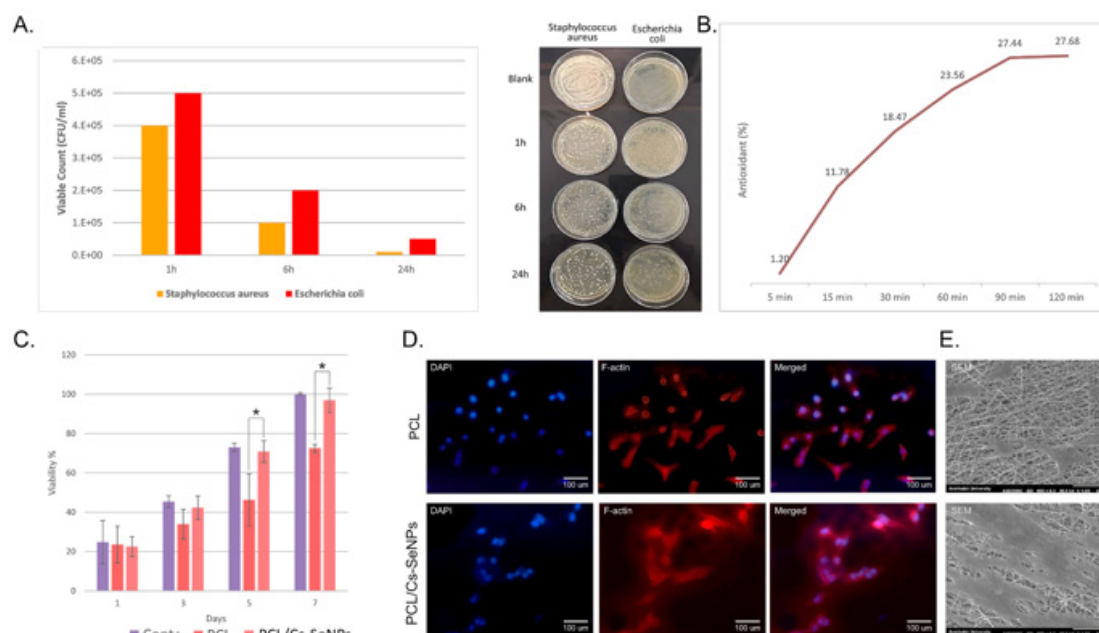 A.
6.E+05
5.E+05
4.E+05
3.E+05
2.E+05
1.E+05
0.E+00
Viable Count (CFU/ml)
1h
6h
24h
Staphylococcus aureus
Escherichia coli
Staphylococcus
aureus
Escherichia
coli
Blank
1h
6h
24h
B.
Antioxidant (%)
1.20
11.78
18.47
23.56
27.44
27.68
5 min
15 min
30 min
60 min
90 min
120 min
C.
120
100
80
60
40
20
0
Viability %
*
*
1
3
5
7
Days
PCL
PCL/Cs-SeNPs
D.
PCL
DAPI
100 um
F-actin
100 um
Merged
100 um
PCL/Cs-SeNPs
DAPI
100 um
F-actin
100 um
Merged
100 um
E.
SEM
SEM